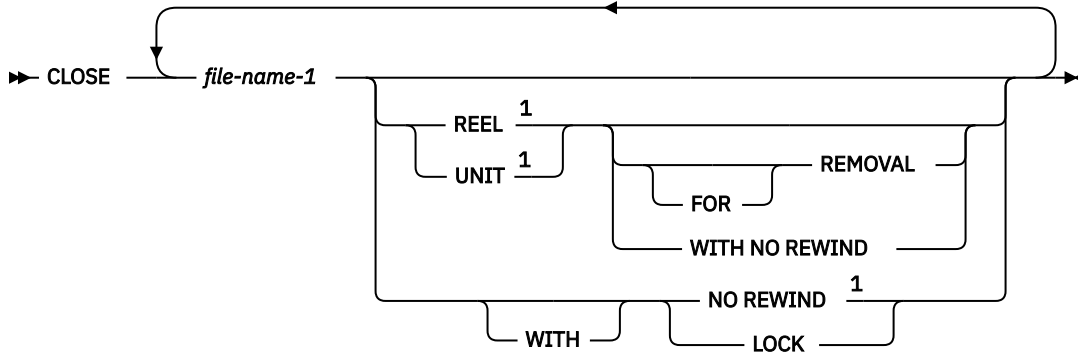 CLOSE file-name-1
REEL 1
UNIT 1
REMOVAL
FOR
WITH NO REWIND
NO REWIND 1
WITH
LOCK